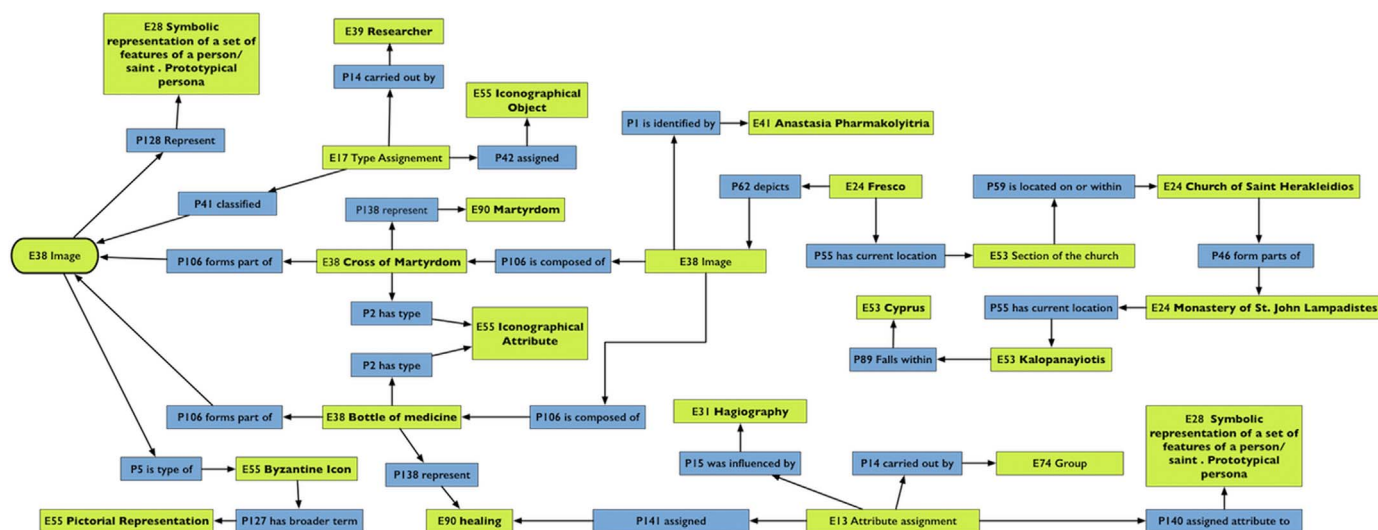 E28 Symbolic
representation of a set of
features of a person/
saint . Prototypical
persona
E39 Researcher
P14 carried out by
E55 Iconographical
Object
P128 Represent
P1 is identified by
E41 Anastasia Pharmakolyitria
E17 Type Assignement
P42 assigned
P62 depicts
E24 Fresco
P59 is located on or within
E24 Church of Saint Herakleidios
P41 classified
P138 represent
E90 Martyrdom
E38 Image
P106 forms part of
E38 Cross of Martyrdom
P106 is composed of
E38 Image
P55 has current location
E53 Section of the church
P46 form parts of
P2 has type
E55 Iconographical
Attribute
E53 Cyprus
P55 has current location
E24 Monastery of St. John Lampadistes
P2 has type
P89 Falls within
E53 Kalopanayiotis
P106 forms part of
E38 Bottle of medicine
P106 is composed of
E31 Hagiography
E28 Symbolic
representation of a set of
features of a person/
saint . Prototypical
persona
P5 is type of
E55 Byzantine Icon
P138 represent
P15 was influenced by
P14 carried out by
E74 Group
E55 Pictorial Representation
P127 has broader term
E90 healing
P141 assigned
E13 Attribute assignment
P140 assigned attribute to